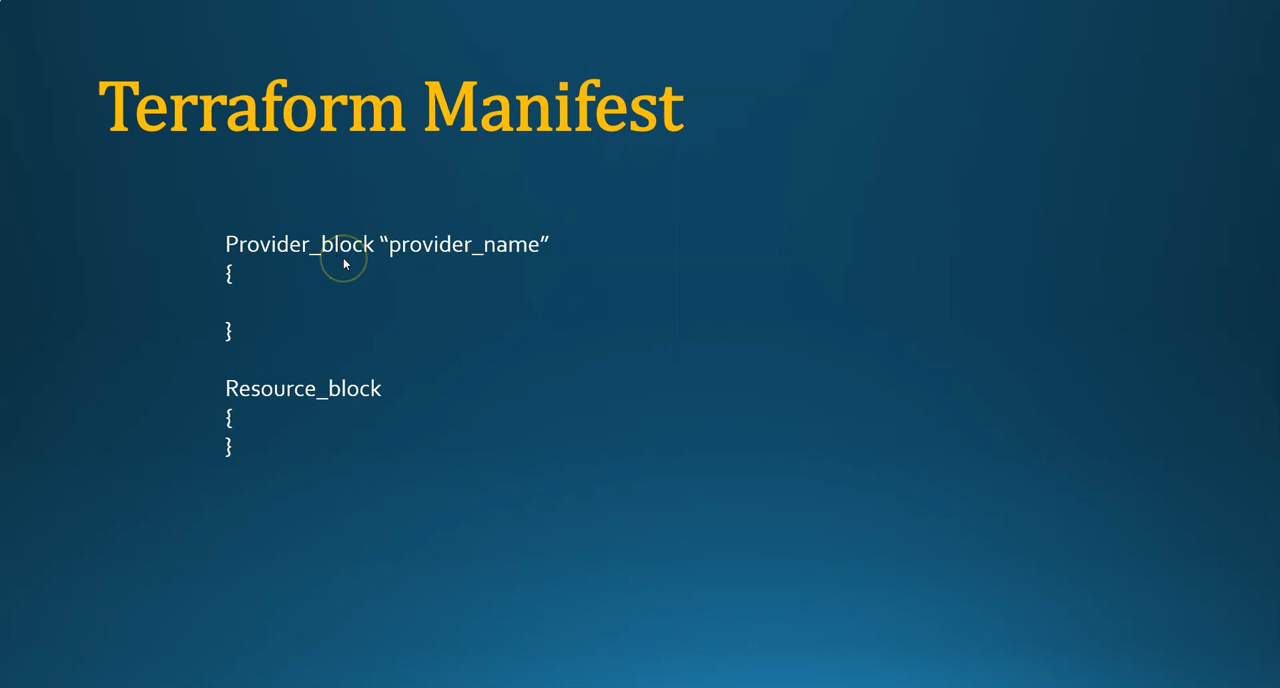 Terraform Manifest
Provider_block “provider_name”
{
}
Resource_block
{
}